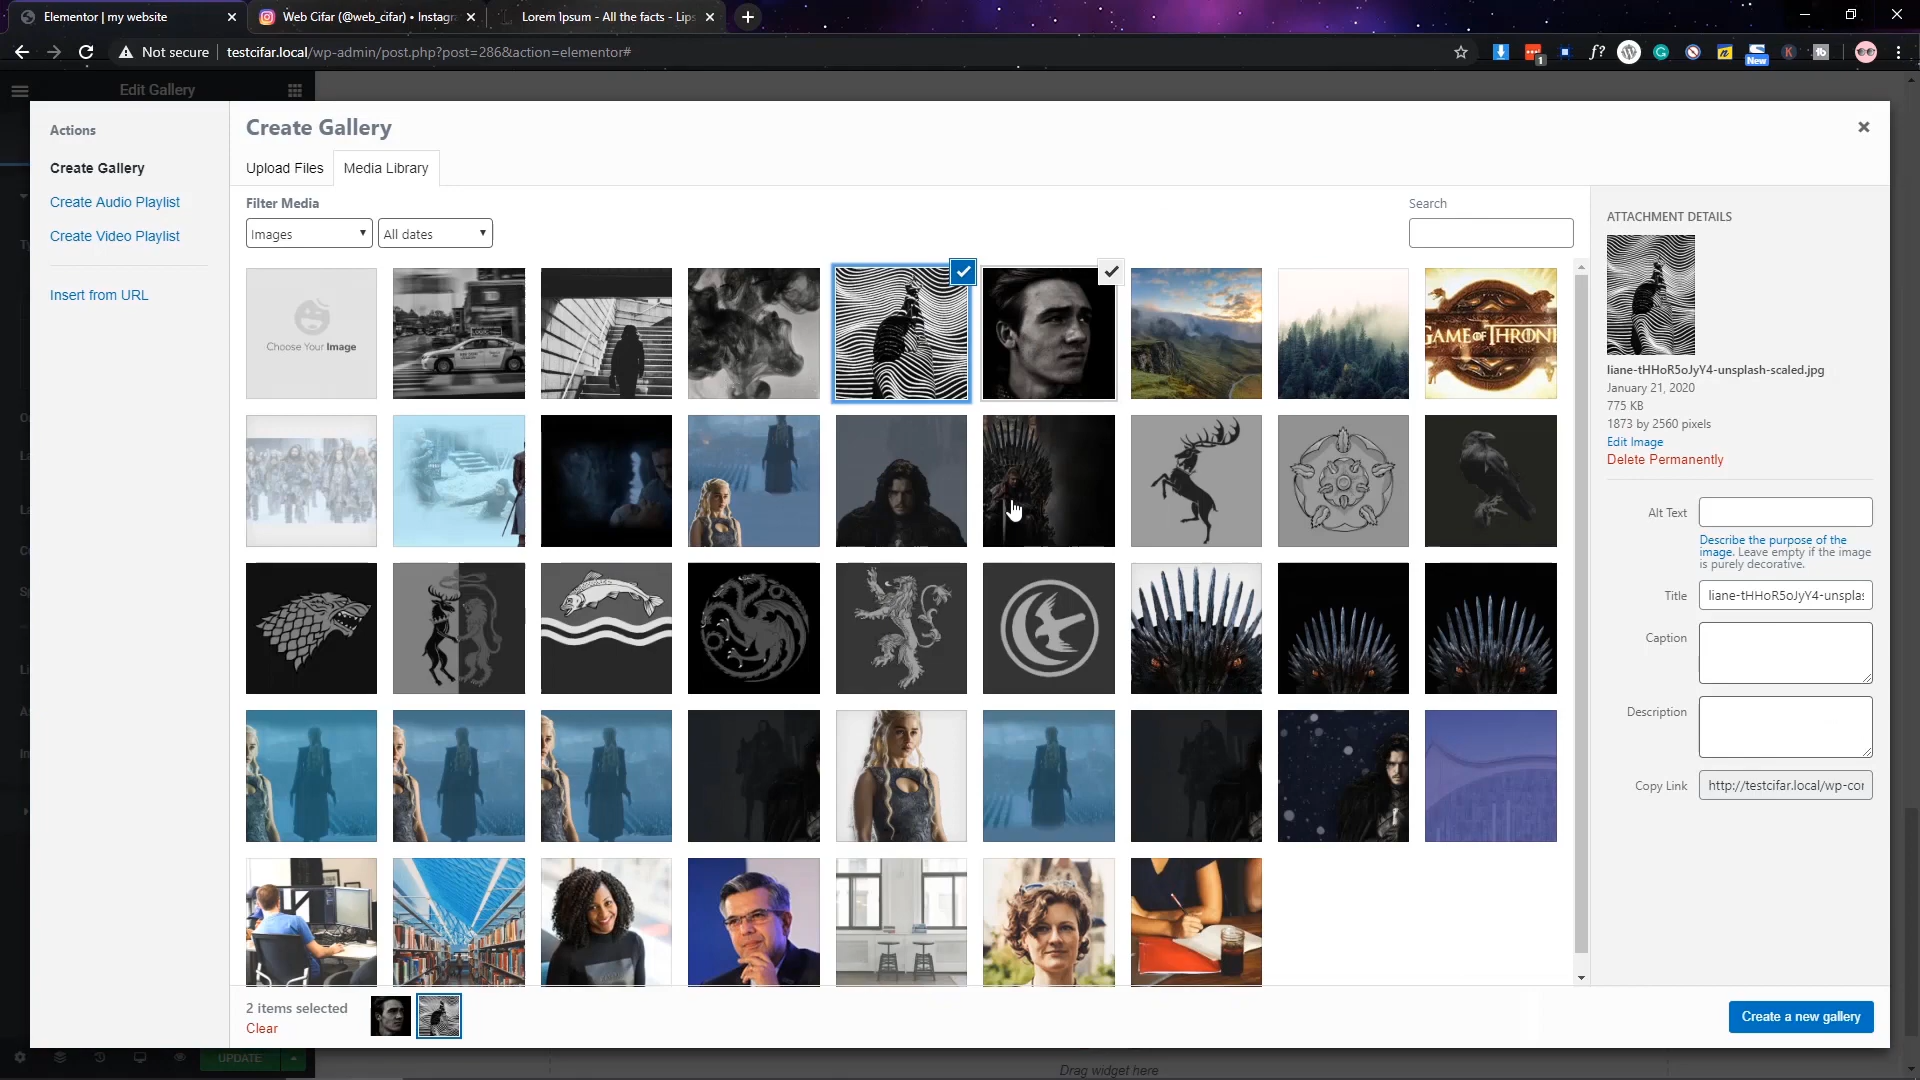 Elementor | my website
Web Cifar (@web_cifar) • Instagr
Lorem Ipsum - All the facts - Lips
Not secure
testcifar.local/wp-admin/post.php?post=286&action=elementor#
1
f?
New
K
Edit Gallery
Actions
Create Gallery
Create Audio Playlist
Create Video Playlist
Insert from URL
Create Gallery
Upload Files
Media Library
Filter Media
Images
All dates
Search
Choose Your Image
GAME OF THRONE
ATTACHMENT DETAILS
liane-tHHoR5oJyY4-unsplash-scaled.jpg
January 21, 2020
775 KB
1873 by 2560 pixels
Edit Image
Delete Permanently
Alt Text
Describe the purpose of the
image. Leave empty if the image
is purely decorative.
Title
liane-tHHoR5oJyY4-unsplas
Caption
Description
Copy Link
http://testcifar.local/wp-cor
2 items selected
Clear
Create a new gallery
UPDATE
Drag widget here